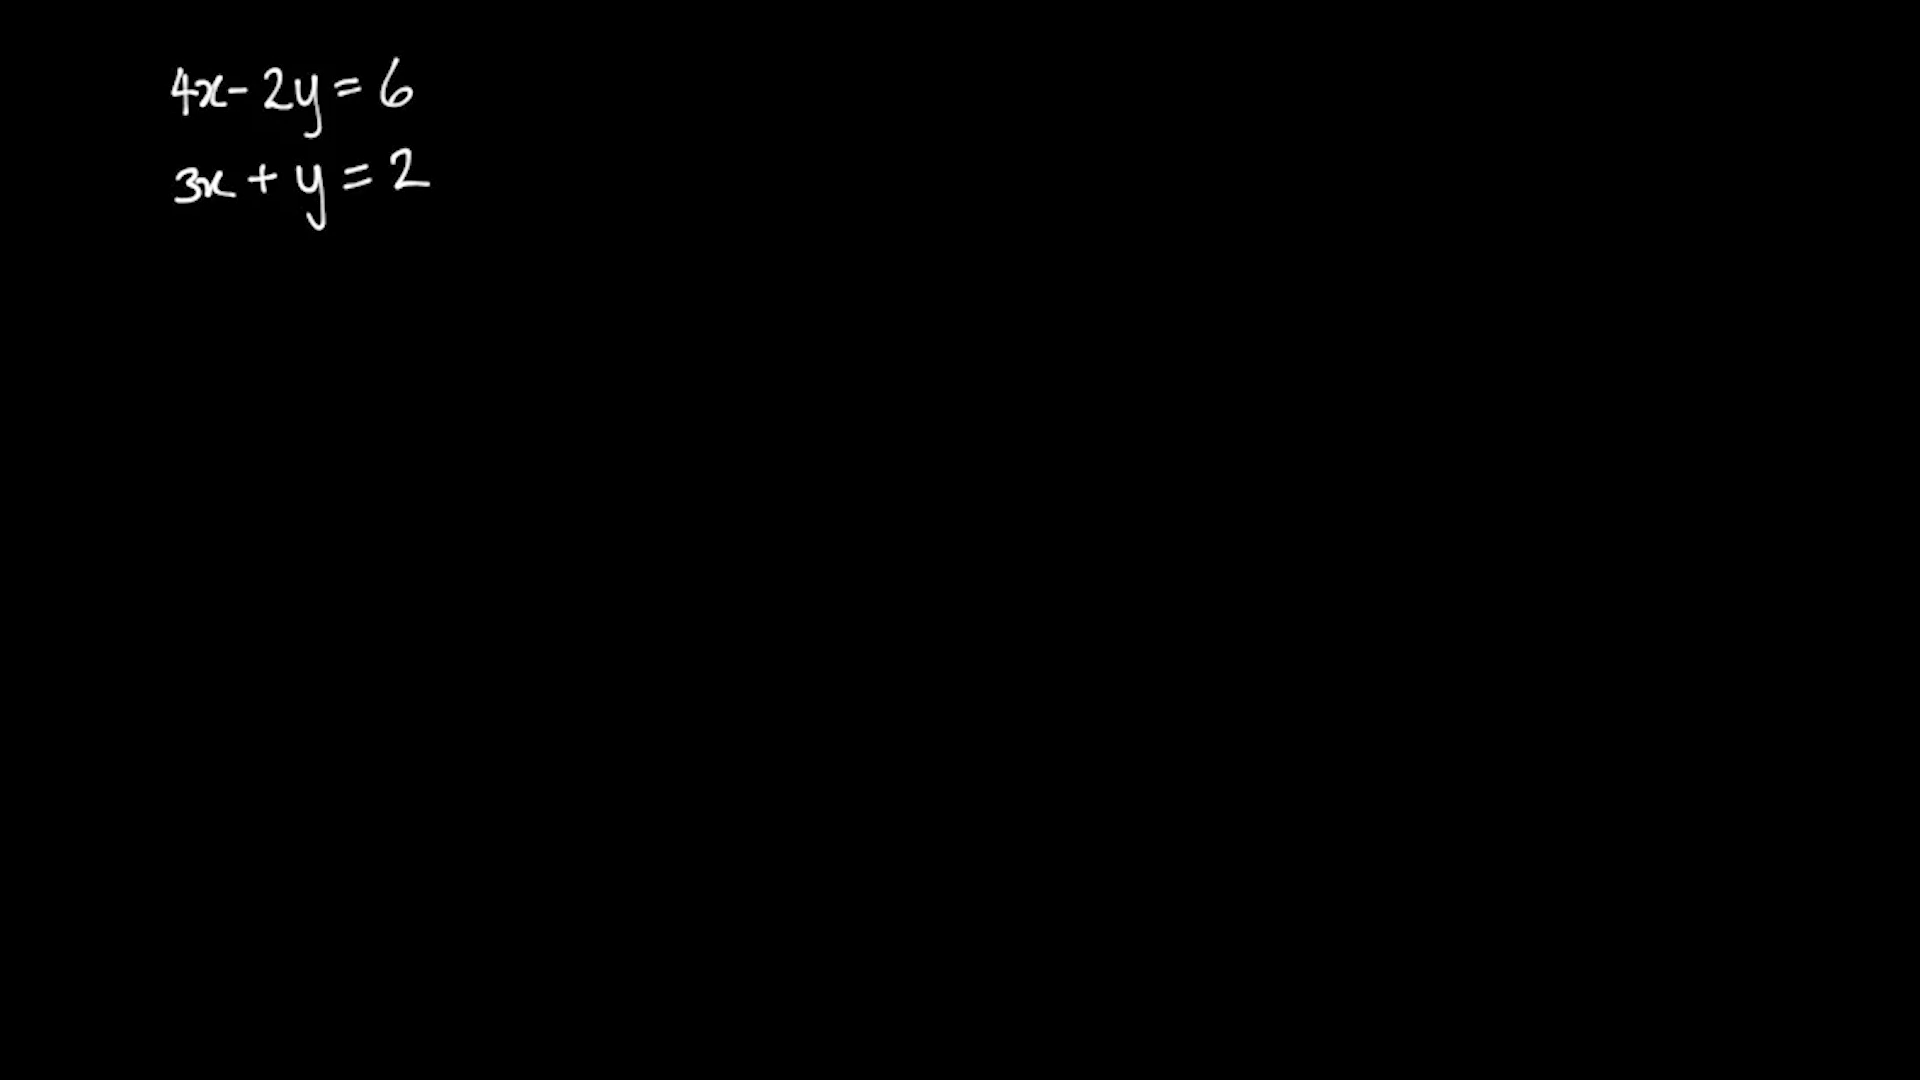 4x - 2y = 6
3x + y = 2